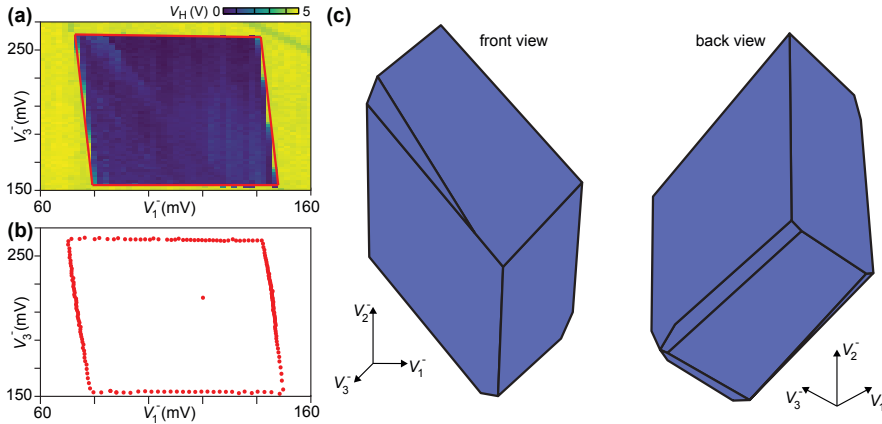 (a)
V_H (V) 0 5
250
V_3^- (mV)
150
60 V_1^- (mV) 160
(b)
250
V_3^- (mV)
150
60 V_1^- (mV) 160
(c)
front view
back view
V_2^-
V_1^-
V_3^-
V_2^-
V_3^-
V_1^-